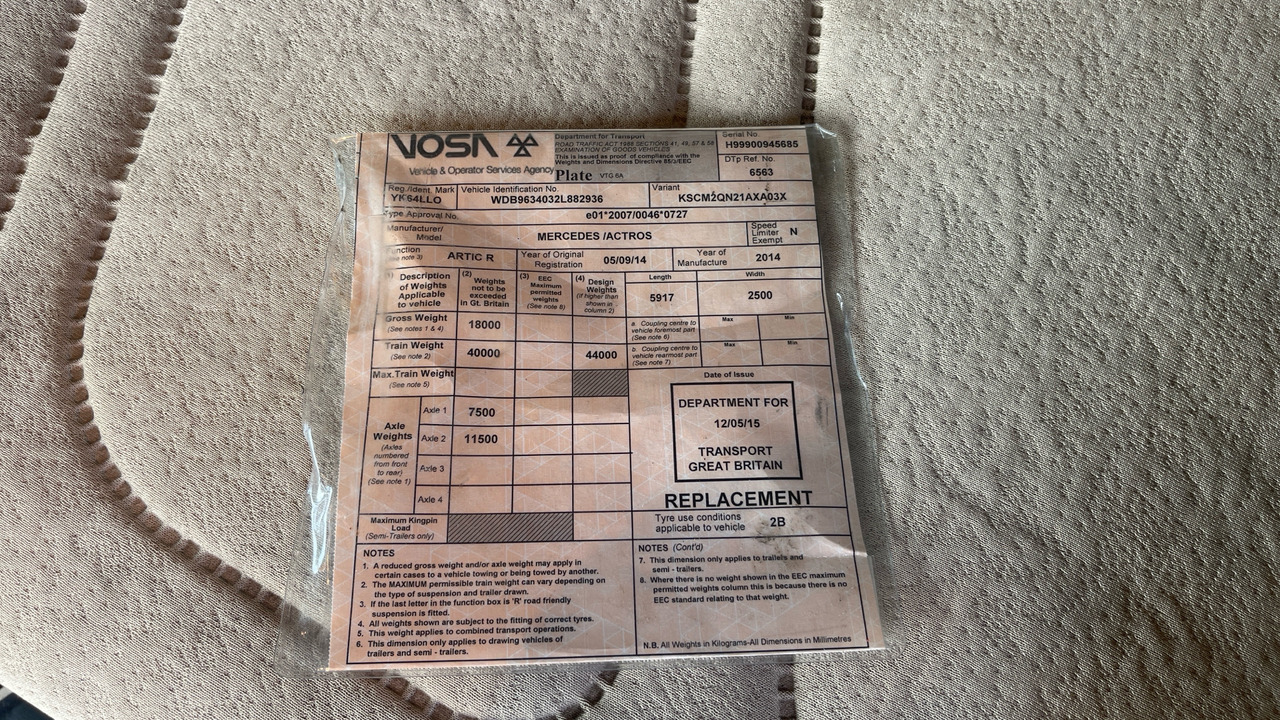 VOSA
Vehicle & Operator Services Agency
Department for Transport
ROAD TRAFFIC ACT 1988 SECTIONS 41, 49, 57 & 58
EXAMINATION OF GOODS VEHICLES
This is issued as proof of compliance with the
Weights and Dimensions Directive 85/3/EEC
Plate VTG 6A
Serial No.
H99900945685
DTp Ref. No.
6563
Reg./Ident. Mark
YK64LLO
Vehicle Identification No.
WDB9634032L882936
Variant
KSCM2QN21AXA03X
Type Approval No.
e01*2007/0046*0727
Manufacturer/
Model
MERCEDES /ACTROS
Speed
Limiter
Exempt
N
unction
note 3)
ARTIC R
Year of Original
Registration
05/09/14
Year of
Manufacture
2014
(1) Description
of Weights
Applicable
to vehicle
(2) Weights
not to be
exceeded
in Gt. Britain
(3) EEC
Maximum
permitted
weights
(See note 8)
(4) Design
Weights
(if higher than
shown in
column 2)
Length
5917
Width
2500
Gross Weight
(See notes 1 & 4)
18000
a. Coupling centre to
vehicle foremost part
(See note 6)
Max
Min
Train Weight
(See note 2)
40000
44000
b. Coupling centre to
vehicle rearmost part
(See note 7)
Max
Min
Max.Train Weight
(See note 5)
Axle
Weights
(Axles
numbered
from front
to rear)
(See note 1)
Axle 1
7500
Axle 2
11500
Axle 3
Axle 4
Maximum Kingpin
Load
(Semi-Trailers only)
Date of Issue
DEPARTMENT FOR
12/05/15
TRANSPORT
GREAT BRITAIN
REPLACEMENT
Tyre use conditions
applicable to vehicle
2B
NOTES
1. A reduced gross weight and/or axle weight may apply in
certain cases to a vehicle towing or being towed by another.
2. The MAXIMUM permissible train weight can vary depending on
the type of suspension and trailer drawn.
3. If the last letter in the function box is 'R' road friendly
suspension is fitted.
4. All weights shown are subject to the fitting of correct tyres.
5. This weight applies to combined transport operations.
6. This dimension only applies to drawing vehicles of
trailers and semi - trailers.
NOTES (Cont'd)
7. This dimension only applies to trailers and
semi - trailers.
8. Where there is no weight shown in the EEC maximum
permitted weights column this is because there is no
EEC standard relating to that weight.
N.B. All Weights in Kilograms-All Dimensions in Millimetres